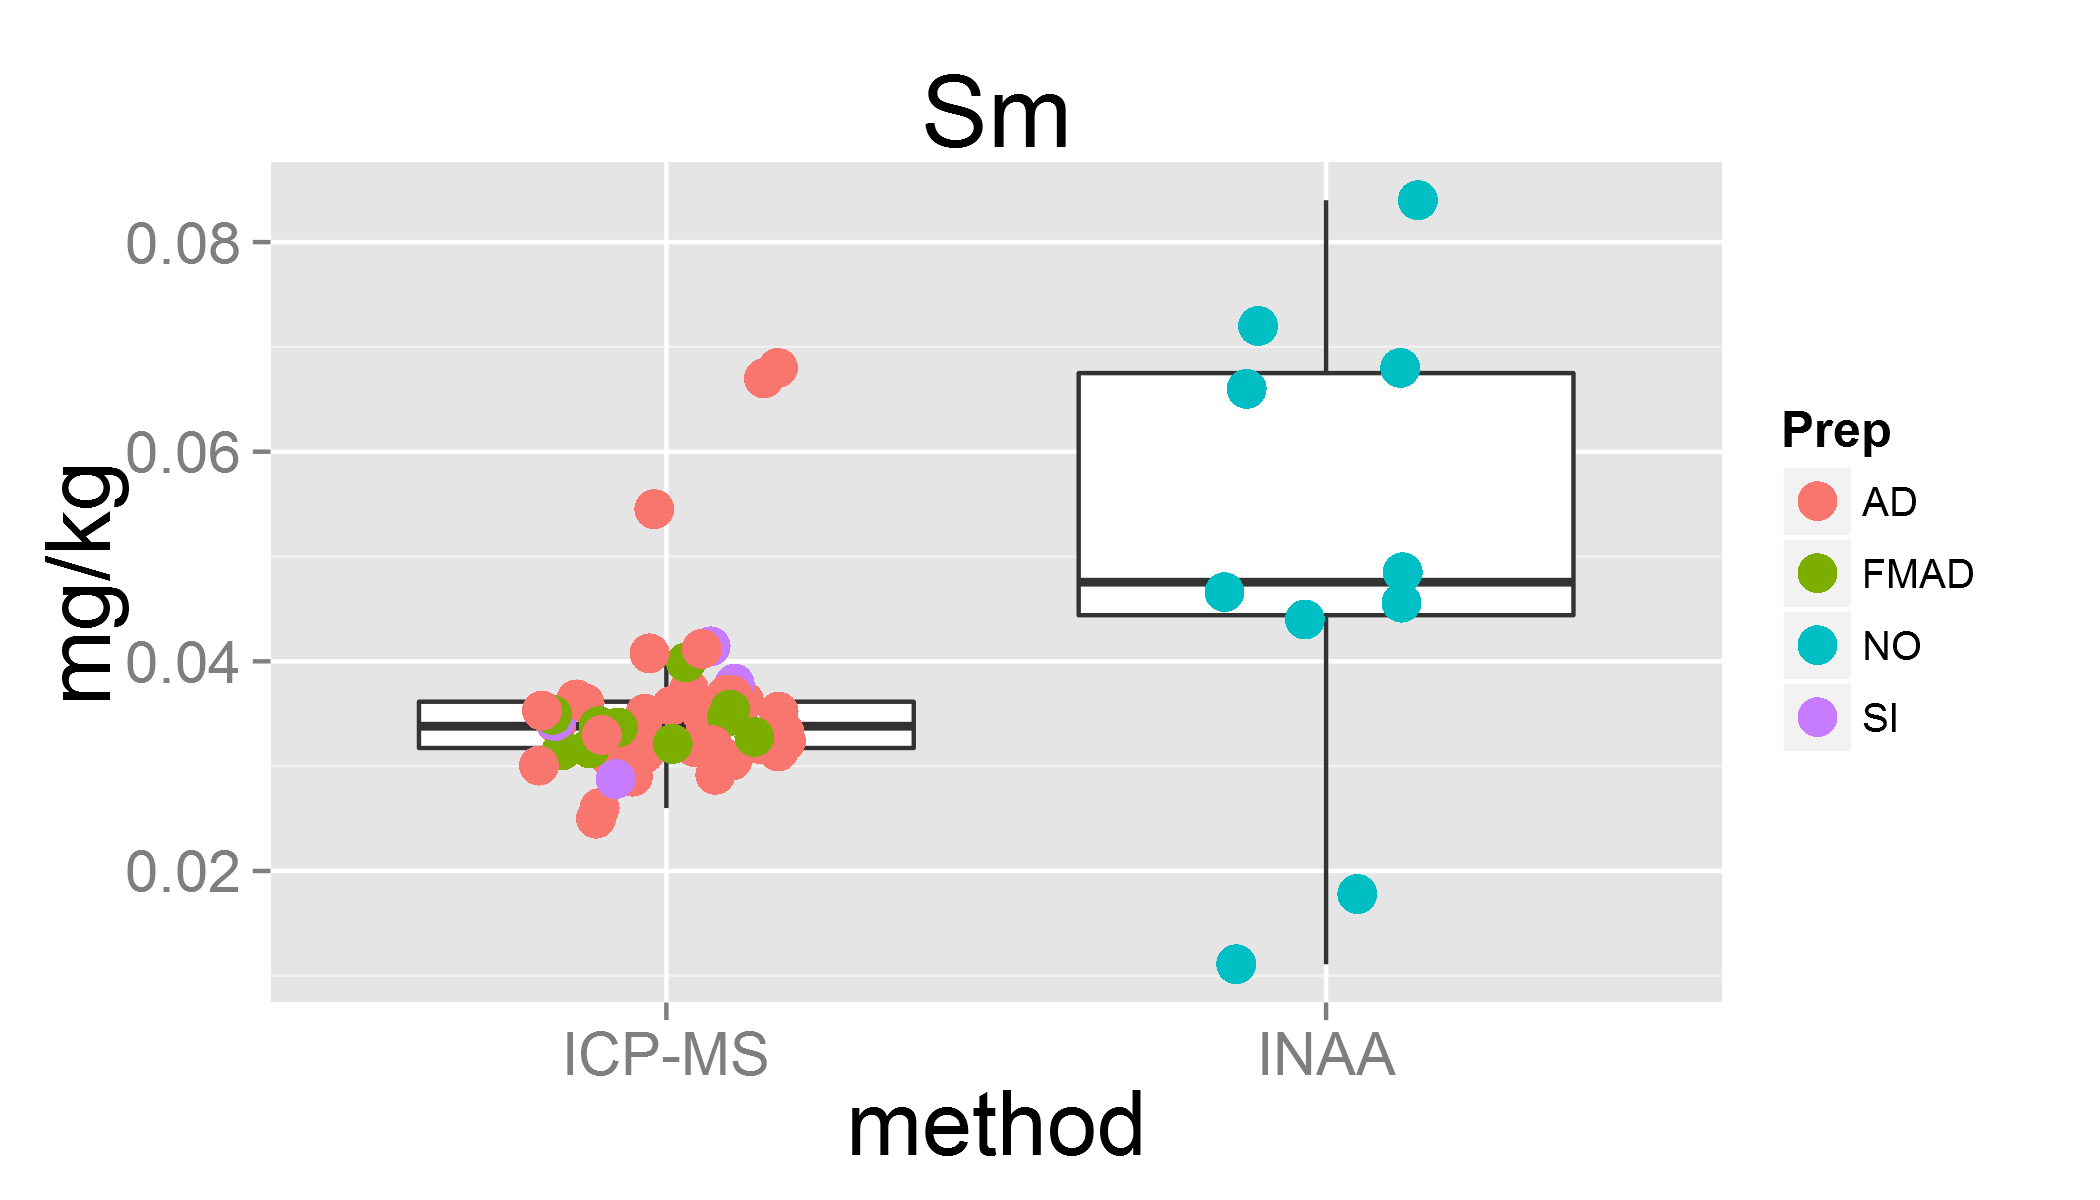 Sm
mg/kg
0.08
0.06
0.04
0.02
ICP-MS
INAA
method
Prep
AD
FMAD
NO
SI